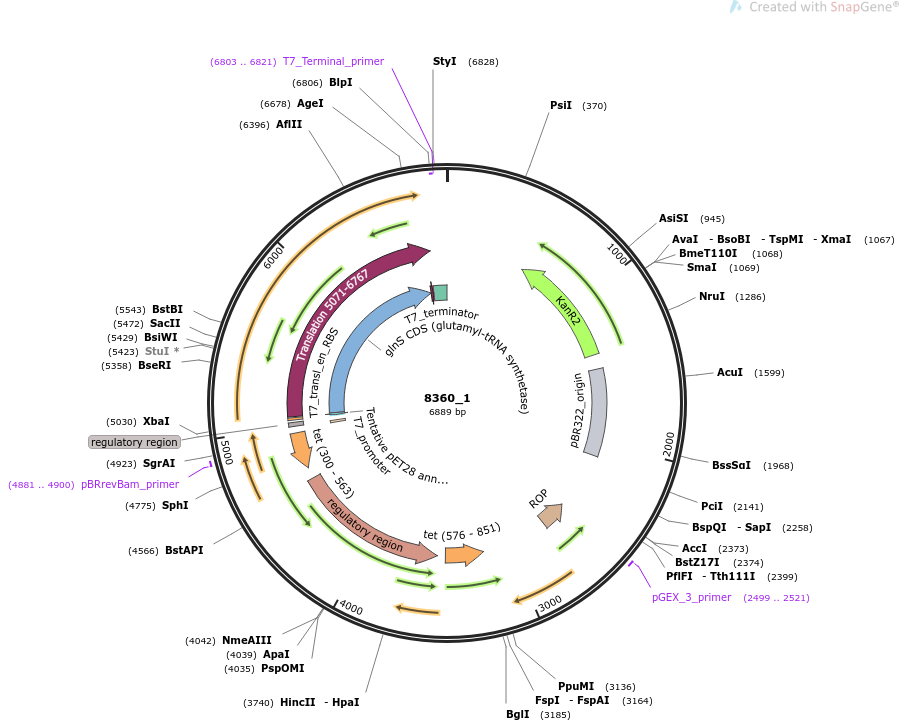 Created with SnapGene®
(6803 .. 6821) T7_Terminal_primer
StyI (6828)
(6806) BlpI
(6678) AgeI
PsiI (370)
(6396) AflII
AsiSI (945)
AvaI - BsoBI - TspMI - XmaI (1067)
BmeT110I (1068)
SmaI (1069)
1000
6000
NruI (1286)
(5543) BstBI
(5472) SacII
(5429) BsiWI
(5423) StuI *
(5358) BseRI
KanR2
Translation 5071-6767
T7_terminator
glnS CDS (glutamyl-tRNA synthetase)
T7_transl_en_RBS
AcuI (1599)
pBR322_origin
8360_1
6889 bp
(5030) XbaI
regulatory region
5000
2000
Tentative pET28 ann...
T7_promoter
tet (300 - 563)
(4923) SgrAI
(4881 .. 4900) pBRrevBam_primer
BssSαI (1968)
(4775) SphI
PciI (2141)
ROP
regulatory region
tet (576 - 851)
BspQI - SapI (2258)
(4566) BstAPI
AccI (2373)
BstZ17I (2374)
PflFI - Tth111I (2399)
pGEX_3_primer (2499 .. 2521)
4000
3000
(4042) NmeAIII
(4039) ApaI
(4035) PspOMI
(3740) HincII - HpaI
PpuMI (3136)
FspI - FspAI (3164)
BglI (3185)